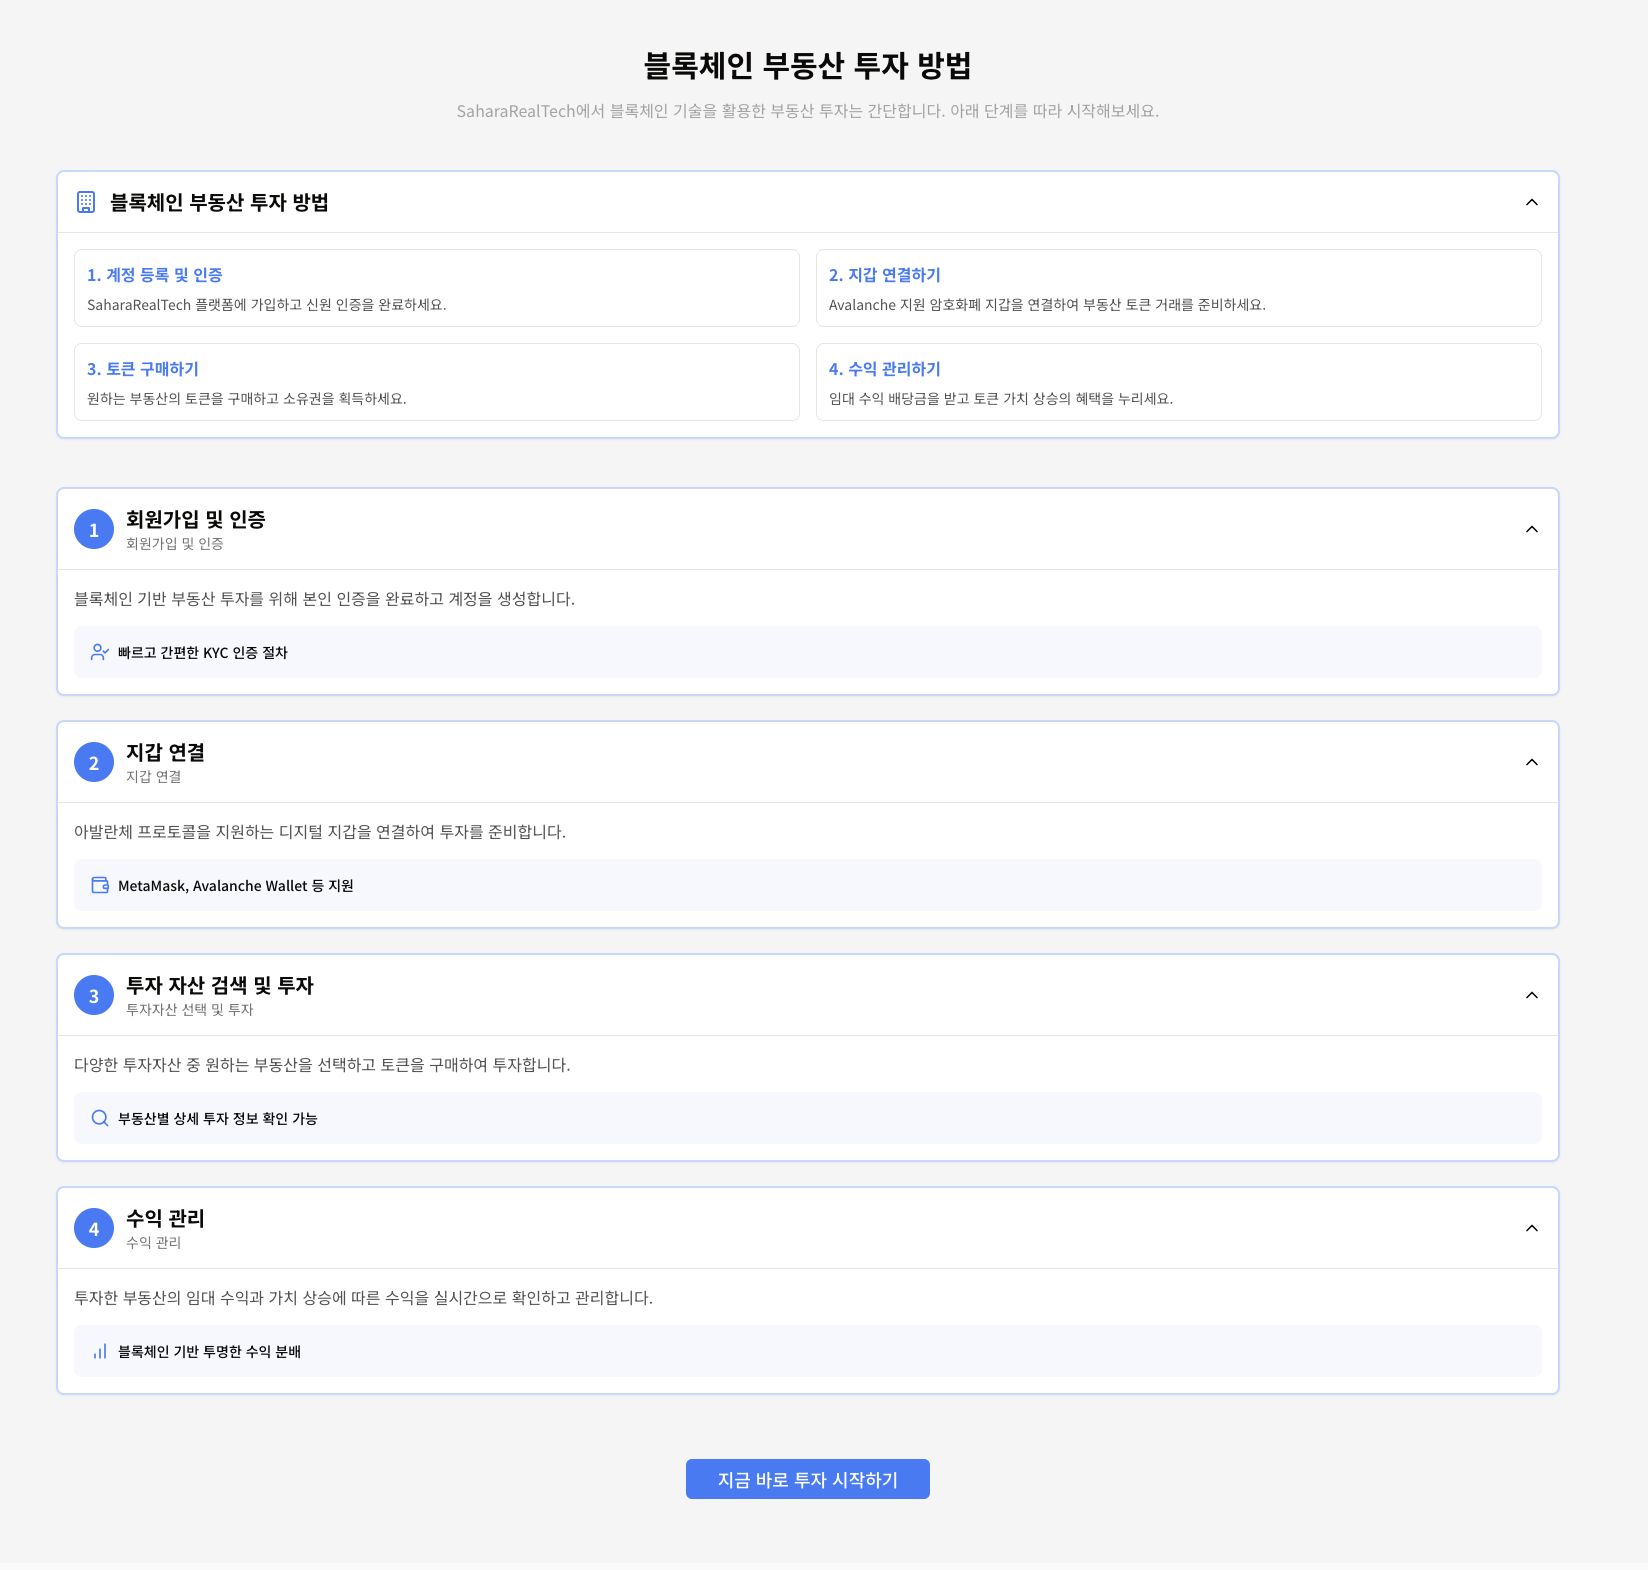 블록체인 부동산 투자 방법
SaharaRealTech에서 블록체인 기술을 활용한 부동산 투자는 간단합니다. 아래 단계를 따라 시작해보세요.
블록체인 부동산 투자 방법
1. 계정 등록 및 인증
SaharaRealTech 플랫폼에 가입하고 신원 인증을 완료하세요.
2. 지갑 연결하기
Avalanche 지원 암호화폐 지갑을 연결하여 부동산 토큰 거래를 준비하세요.
3. 토큰 구매하기
원하는 부동산의 토큰을 구매하고 소유권을 획득하세요.
4. 수익 관리하기
임대 수익 배당금을 받고 토큰 가치 상승의 혜택을 누리세요.
1
회원가입 및 인증
회원가입 및 인증
블록체인 기반 부동산 투자를 위해 본인 인증을 완료하고 계정을 생성합니다.
빠르고 간편한 KYC 인증 절차
2
지갑 연결
지갑 연결
아발란체 프로토콜을 지원하는 디지털 지갑을 연결하여 투자를 준비합니다.
MetaMask, Avalanche Wallet 등 지원
3
투자 자산 검색 및 투자
투자자산 선택 및 투자
다양한 투자자산 중 원하는 부동산을 선택하고 토큰을 구매하여 투자합니다.
부동산별 상세 투자 정보 확인 가능
4
수익 관리
수익 관리
투자한 부동산의 임대 수익과 가치 상승에 따른 수익을 실시간으로 확인하고 관리합니다.
블록체인 기반 투명한 수익 분배
지금 바로 투자 시작하기